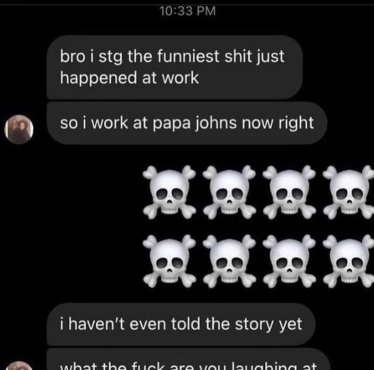 10:33 PM
bro i stg the funniest shit just
happened at work
so i work at papa johns now right
☠️☠️☠️☠️
☠️☠️☠️☠️
i haven't even told the story yet
what the fuck are you laughing at